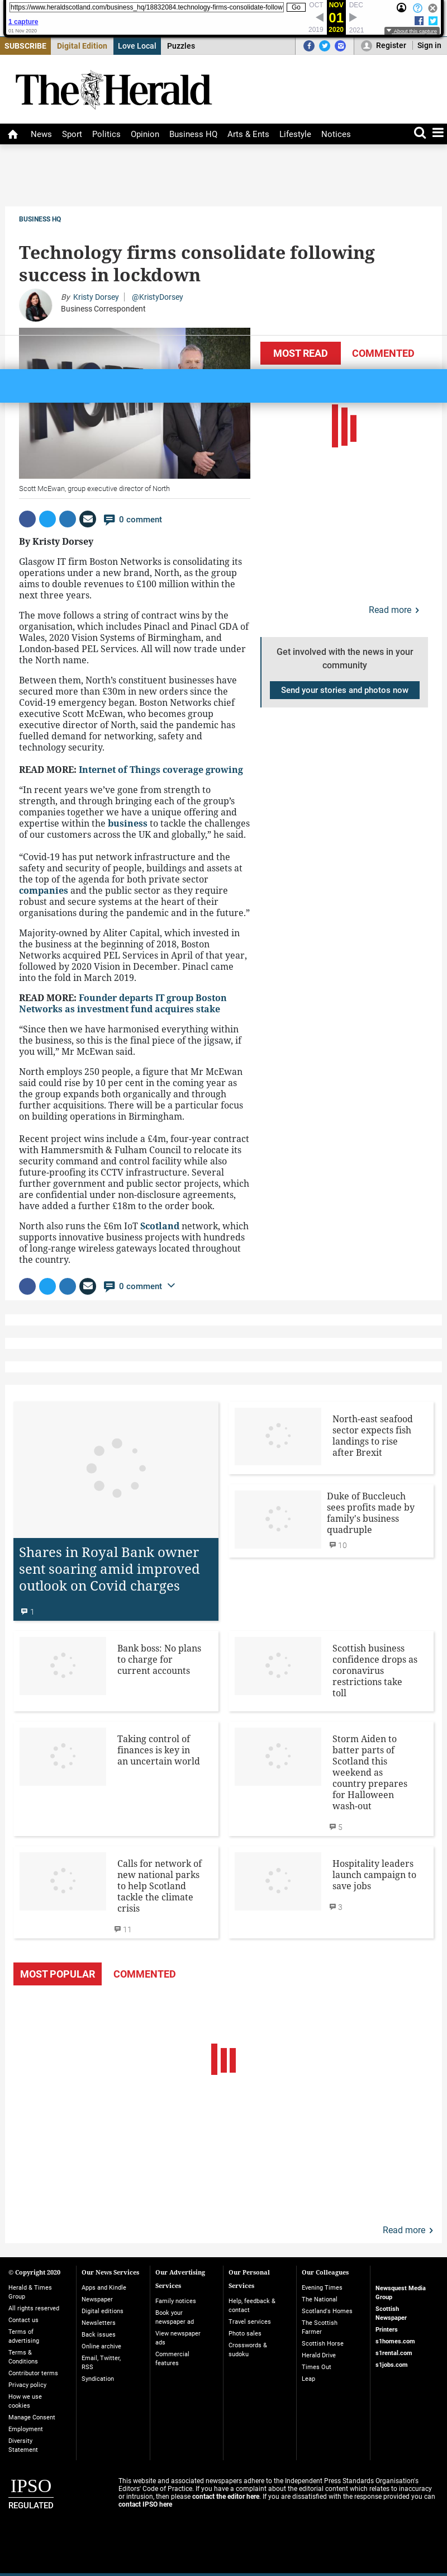 https://www.heraldscotland.com/business_hq/18832084.technology-firms-consolidate-follow
Go
OCT NOV DEC
01
2019 2020 2021
1 capture
01 Nov 2020
About this capture
SUBSCRIBE Digital Edition Love Local Puzzles
Register Sign in
The Herald
News Sport Politics Opinion Business HQ Arts & Ents Lifestyle Notices
BUSINESS HQ
Technology firms consolidate following
success in lockdown
By Kristy Dorsey @KristyDorsey
Business Correspondent
MOST READ COMMENTED
Scott McEwan, group executive director of North
0 comment
By Kristy Dorsey
Glasgow IT firm Boston Networks is consolidating its
operations under a new brand, North, as the group
aims to double revenues to £100 million within the
next three years.
The move follows a string of contract wins by the
organisation, which includes Pinacl and Pinacl GDA of
Wales, 2020 Vision Systems of Birmingham, and
London-based PEL Services. All will now trade under
the North name.
Between them, North's constituent businesses have
secured more than £30m in new orders since the
Covid-19 emergency began. Boston Networks' chief
executive Scott McEwan, who becomes group
executive director of North, said the pandemic has
fuelled demand for networking, safety and
technology security.
READ MORE: Internet of Things coverage growing
“In recent years we've gone from strength to
strength, and through bringing each of the group's
companies together we have a unique offering and
expertise within the business to tackle the challenges
of our customers across the UK and globally,” he said.
“Covid-19 has put network infrastructure and the
safety and security of people, buildings and assets at
the top of the agenda for both private sector
companies and the public sector as they require
robust and secure systems at the heart of their
organisations during the pandemic and in the future.”
Majority-owned by Aliter Capital, which invested in
the business at the beginning of 2018, Boston
Networks acquired PEL Services in April of that year,
followed by 2020 Vision in December. Pinacl came
into the fold in March 2019.
READ MORE: Founder departs IT group Boston
Networks as investment fund acquires stake
“Since then we have harmonised everything within
the business, so this is the final piece of the jigsaw, if
you will,” Mr McEwan said.
North employs 250 people, a figure that Mr McEwan
said could rise by 10 per cent in the coming year as
the group expands both organically and through
further acquisitions. There will be a particular focus
on building operations in Birmingham.
Recent project wins include a £4m, four-year contract
with Hammersmith & Fulham Council to relocate its
security command and control facility while also
future-proofing its CCTV infrastructure. Several
further government and public sector projects, which
are confidential under non-disclosure agreements,
have added a further £18m to the order book.
North also runs the £6m IoT Scotland network, which
supports innovative business projects with hundreds
of long-range wireless gateways located throughout
the country.
0 comment
Read more
Get involved with the news in your
community
Send your stories and photos now
Shares in Royal Bank owner
sent soaring amid improved
outlook on Covid charges
1
North-east seafood
sector expects fish
landings to rise
after Brexit
Duke of Buccleuch
sees profits made by
family's business
quadruple
10
Bank boss: No plans
to charge for
current accounts
Scottish business
confidence drops as
coronavirus
restrictions take
toll
Taking control of
finances is key in
an uncertain world
Storm Aiden to
batter parts of
Scotland this
weekend as
country prepares
for Halloween
wash-out
5
Calls for network of
new national parks
to help Scotland
tackle the climate
crisis
11
Hospitality leaders
launch campaign to
save jobs
3
MOST POPULAR COMMENTED
Read more
© Copyright 2020
Herald & Times
Group
All rights reserved
Contact us
Terms of
advertising
Terms &
Conditions
Contributor terms
Privacy policy
How we use
cookies
Manage Consent
Employment
Diversity
Statement
Our News Services
Apps and Kindle
Newspaper
Digital editions
Newsletters
Back issues
Online archive
Email, Twitter,
RSS
Syndication
Our Advertising
Services
Family notices
Book your
newspaper ad
View newspaper
ads
Commercial
features
Our Personal
Services
Help, feedback &
contact
Travel services
Photo sales
Crosswords &
sudoku
Our Colleagues
Evening Times
The National
Scotland's Homes
The Scottish
Farmer
Scottish Horse
Herald Drive
Times Out
Leap
Newsquest Media
Group
Scottish
Newspaper
Printers
s1homes.com
s1rental.com
s1jobs.com
IPSO
REGULATED
This website and associated newspapers adhere to the Independent Press Standards Organisation's
Editors' Code of Practice. If you have a complaint about the editorial content which relates to inaccuracy
or intrusion, then please contact the editor here. If you are dissatisfied with the response provided you can
contact IPSO here